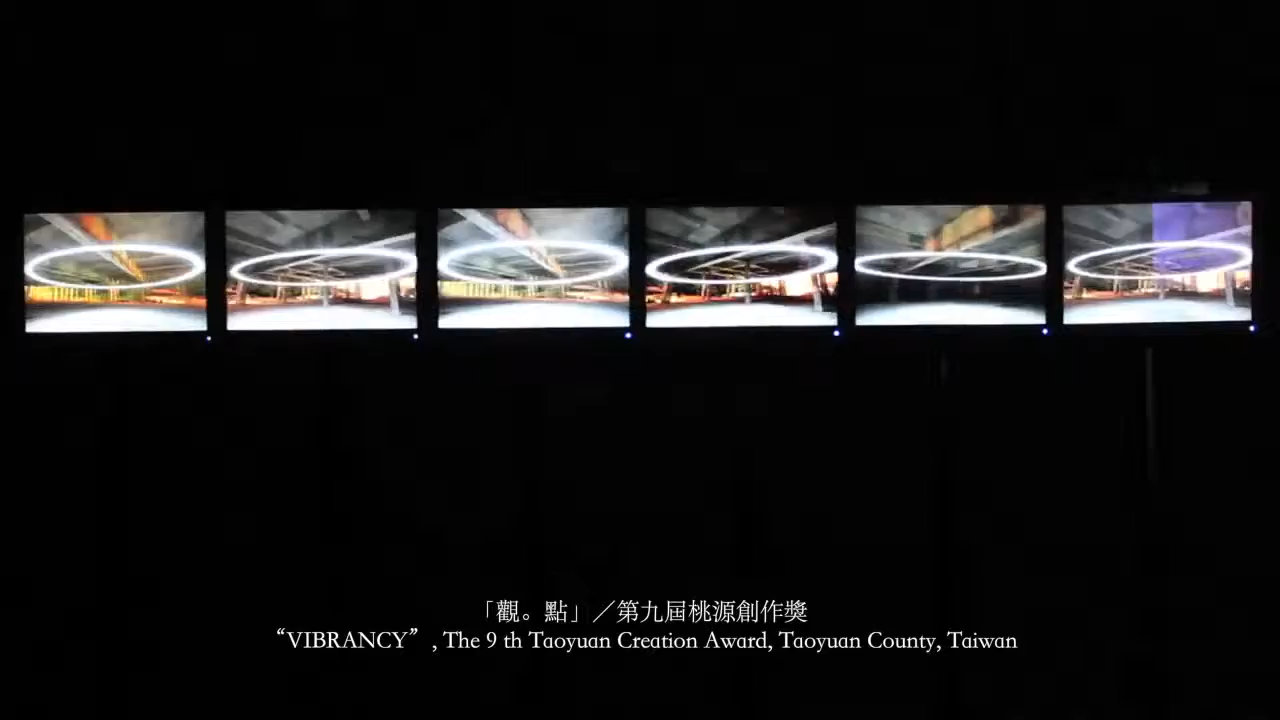 「觀。點」／第九屆桃源創作獎
“VIBRANCY”, The 9 th Taoyuan Creation Award, Taoyuan County, Taiwan